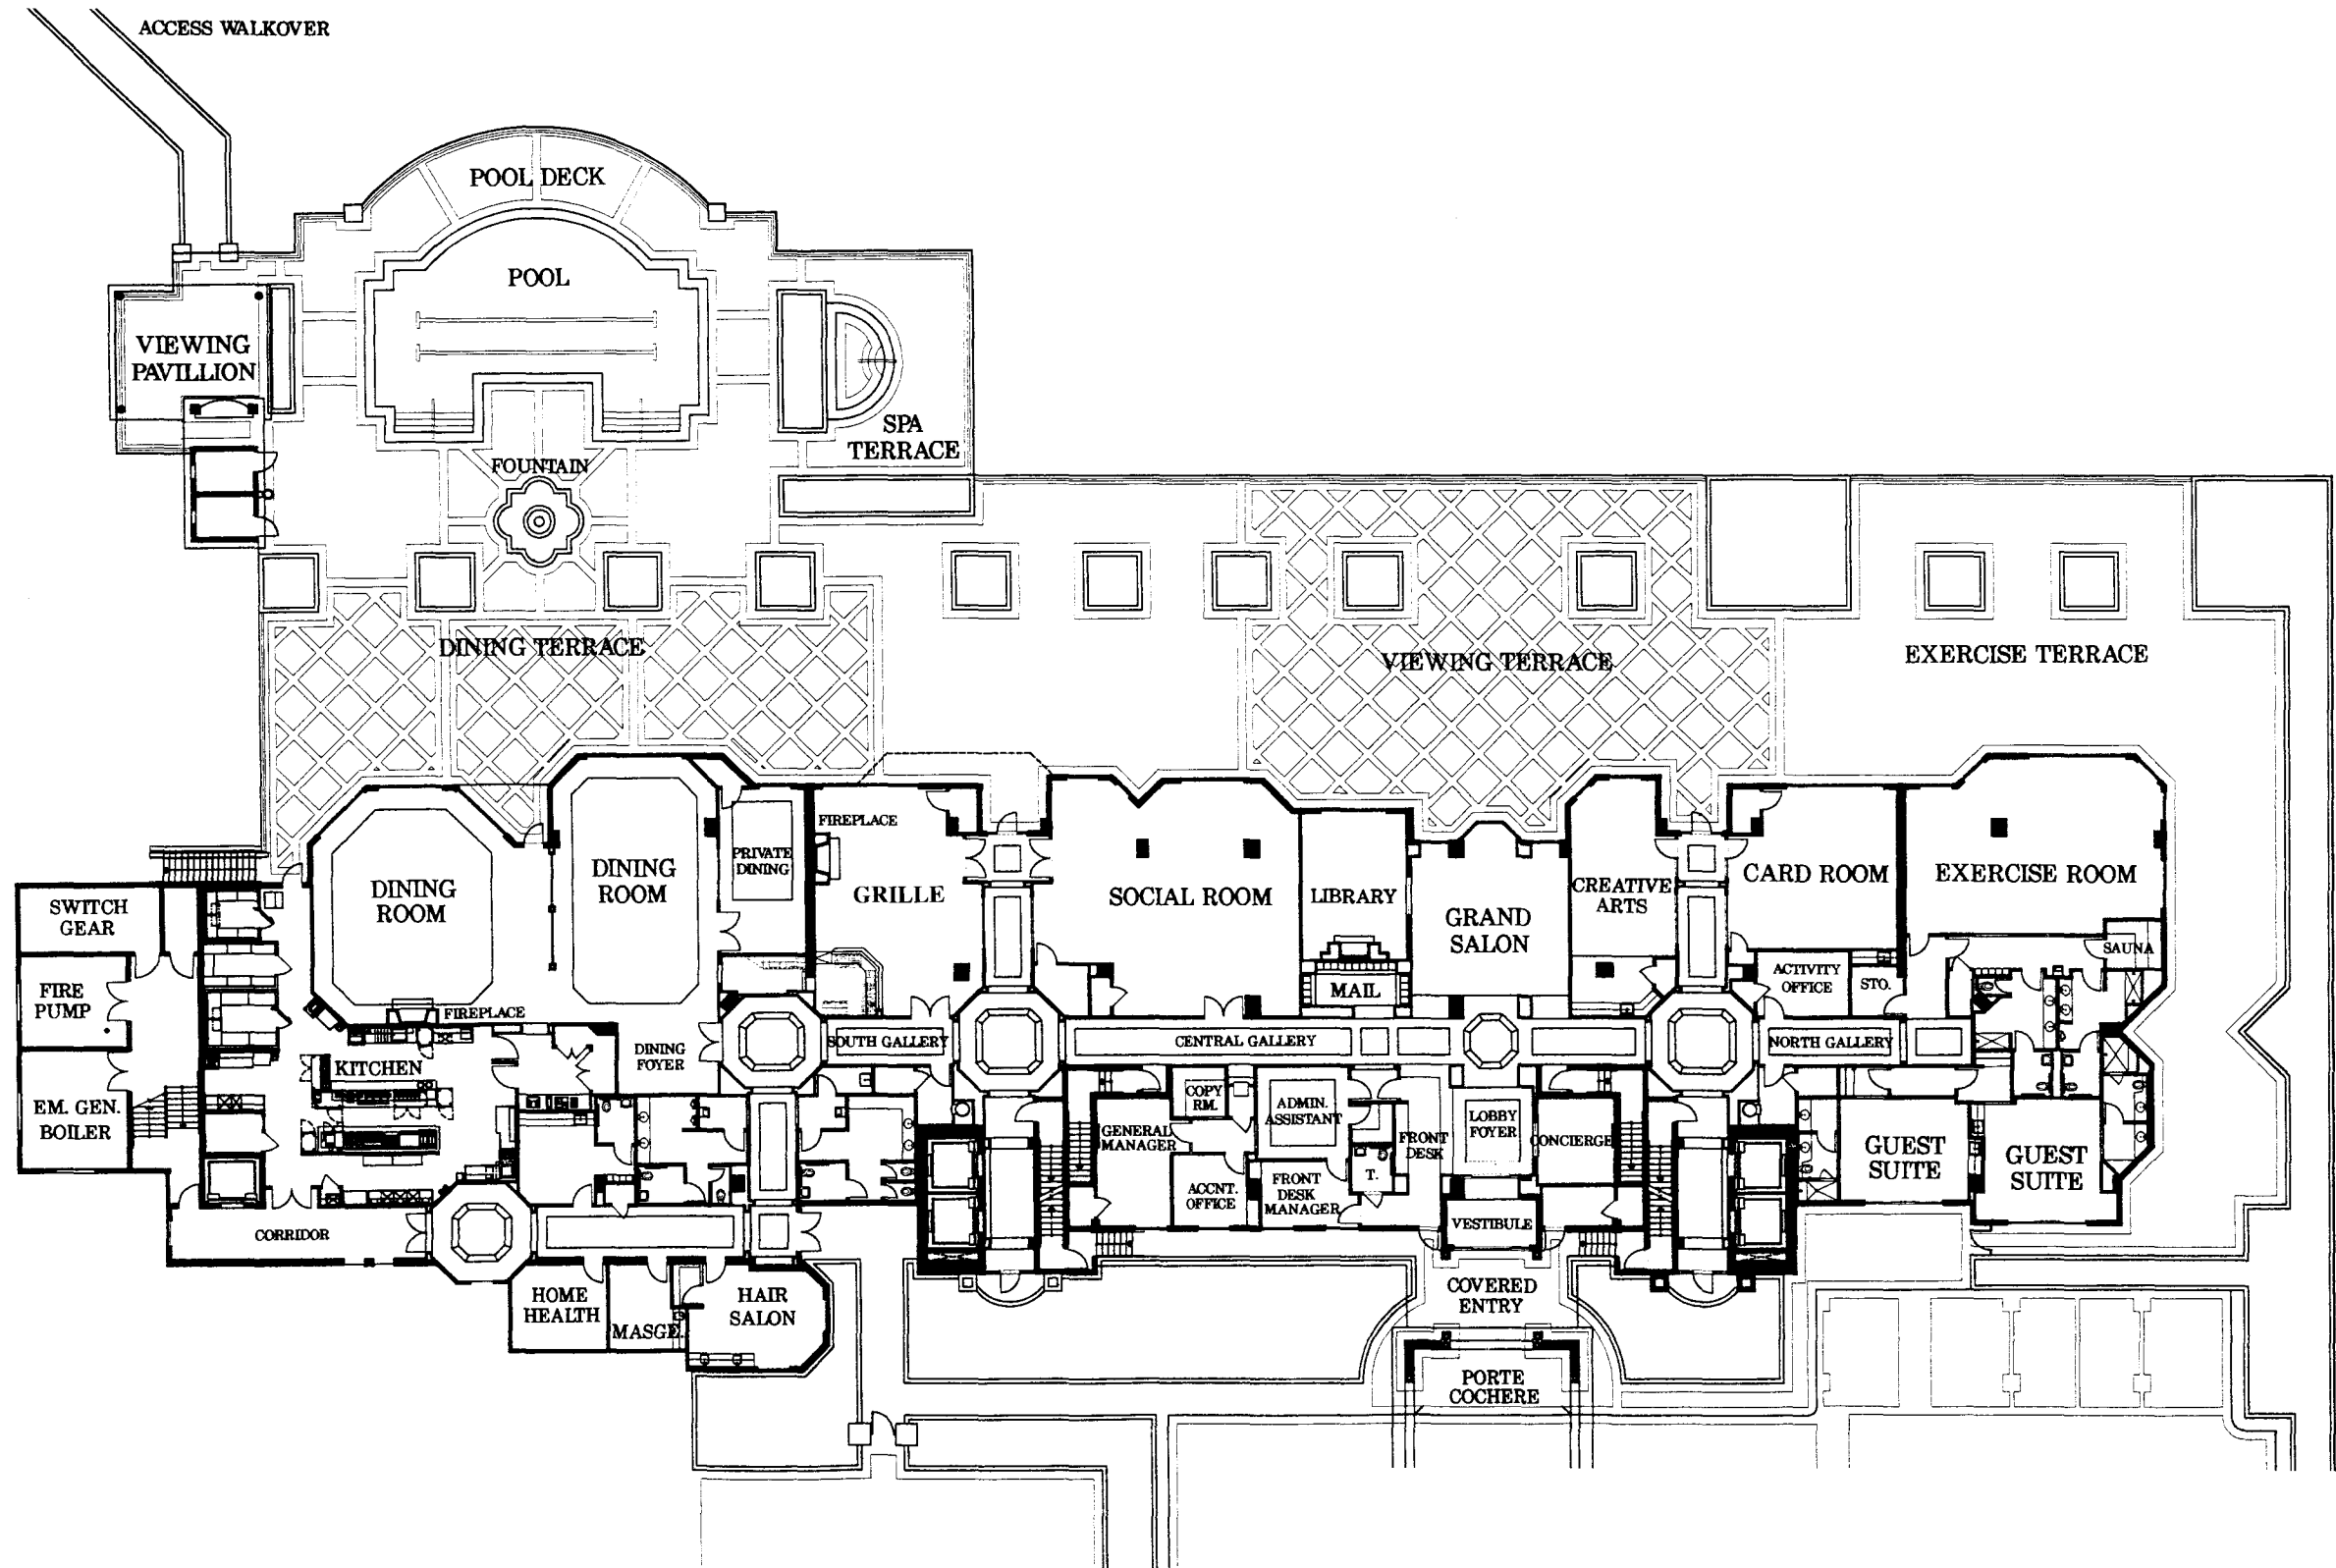 ACCESS WALKOVER
POOL DECK
POOL
VIEWING
PAVILLION
SPA
TERRACE
FOUNTAIN
DINING TERRACE
VIEWING TERRACE
EXERCISE TERRACE
FIREPLACE
PRIVATE
DINING
DINING
ROOM
DINING
ROOM
GRILLE
SOCIAL ROOM
LIBRARY
GRAND
SALON
CREATIVE
ARTS
CARD ROOM
EXERCISE ROOM
SWITCH
GEAR
SAUNA
FIRE
PUMP
MAIL
ACTIVITY
OFFICE
STO.
FIREPLACE
KITCHEN
DINING
FOYER
SOUTH GALLERY
CENTRAL GALLERY
NORTH GALLERY
EM. GEN.
BOILER
COPY
RM.
ADMIN.
ASSISTANT
GENERAL
MANAGER
FRONT
DESK
LOBBY
FOYER
CONCIERGE
GUEST
SUITE
GUEST
SUITE
ACCNT.
OFFICE
FRONT
DESK
MANAGER
T.
VESTIBULE
CORRIDOR
HOME
HEALTH
MASGE.
HAIR
SALON
COVERED
ENTRY
PORTE
COCHERE